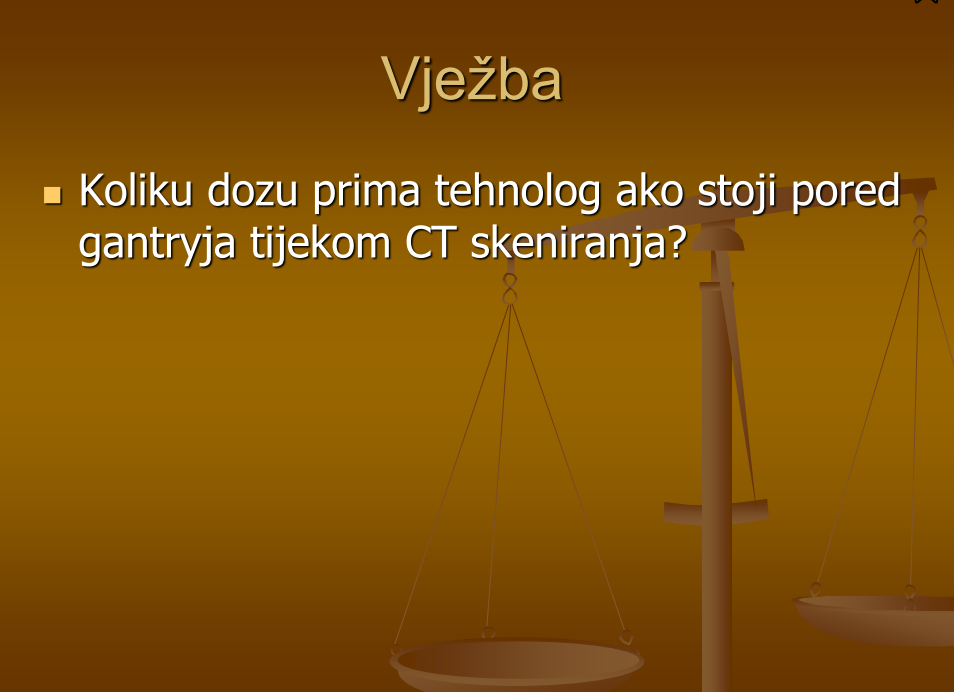 Vježba
Koliku dozu prima tehnolog ako stoji pored
gantryja tijekom CT skeniranja?